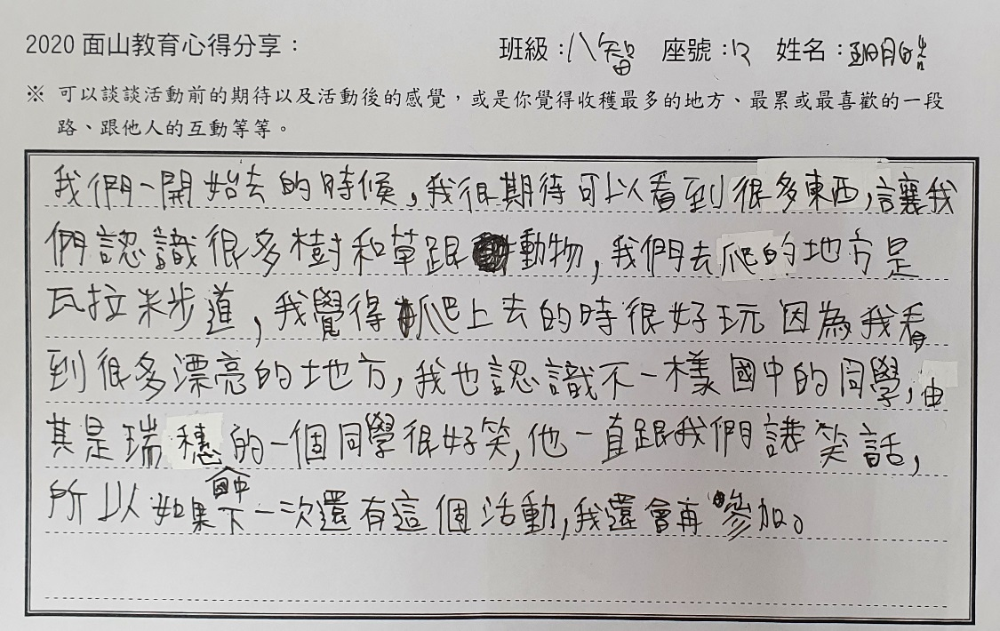 2020 面山教育心得分享： 班級：八智 座號：12 姓名：
※ 可以談談活動前的期待以及活動後的感覺，或是你覺得收穫最多的地方、最累或最喜歡的一段
路、跟他人的互動等等。
我們一開始去的時候，我很期待可以看到很多東西，讓我
們認識很多樹和草跟動物，我們去爬的地方是
瓦拉米步道，我覺得爬上去的時很好玩因為我看
到很多漂亮的地方，我也認識不一樣國中的同學，由
其是瑞穗國中的一個同學很好笑，他一直跟我們講笑話，
所以如果下一次還有這個活動，我還會再參加。